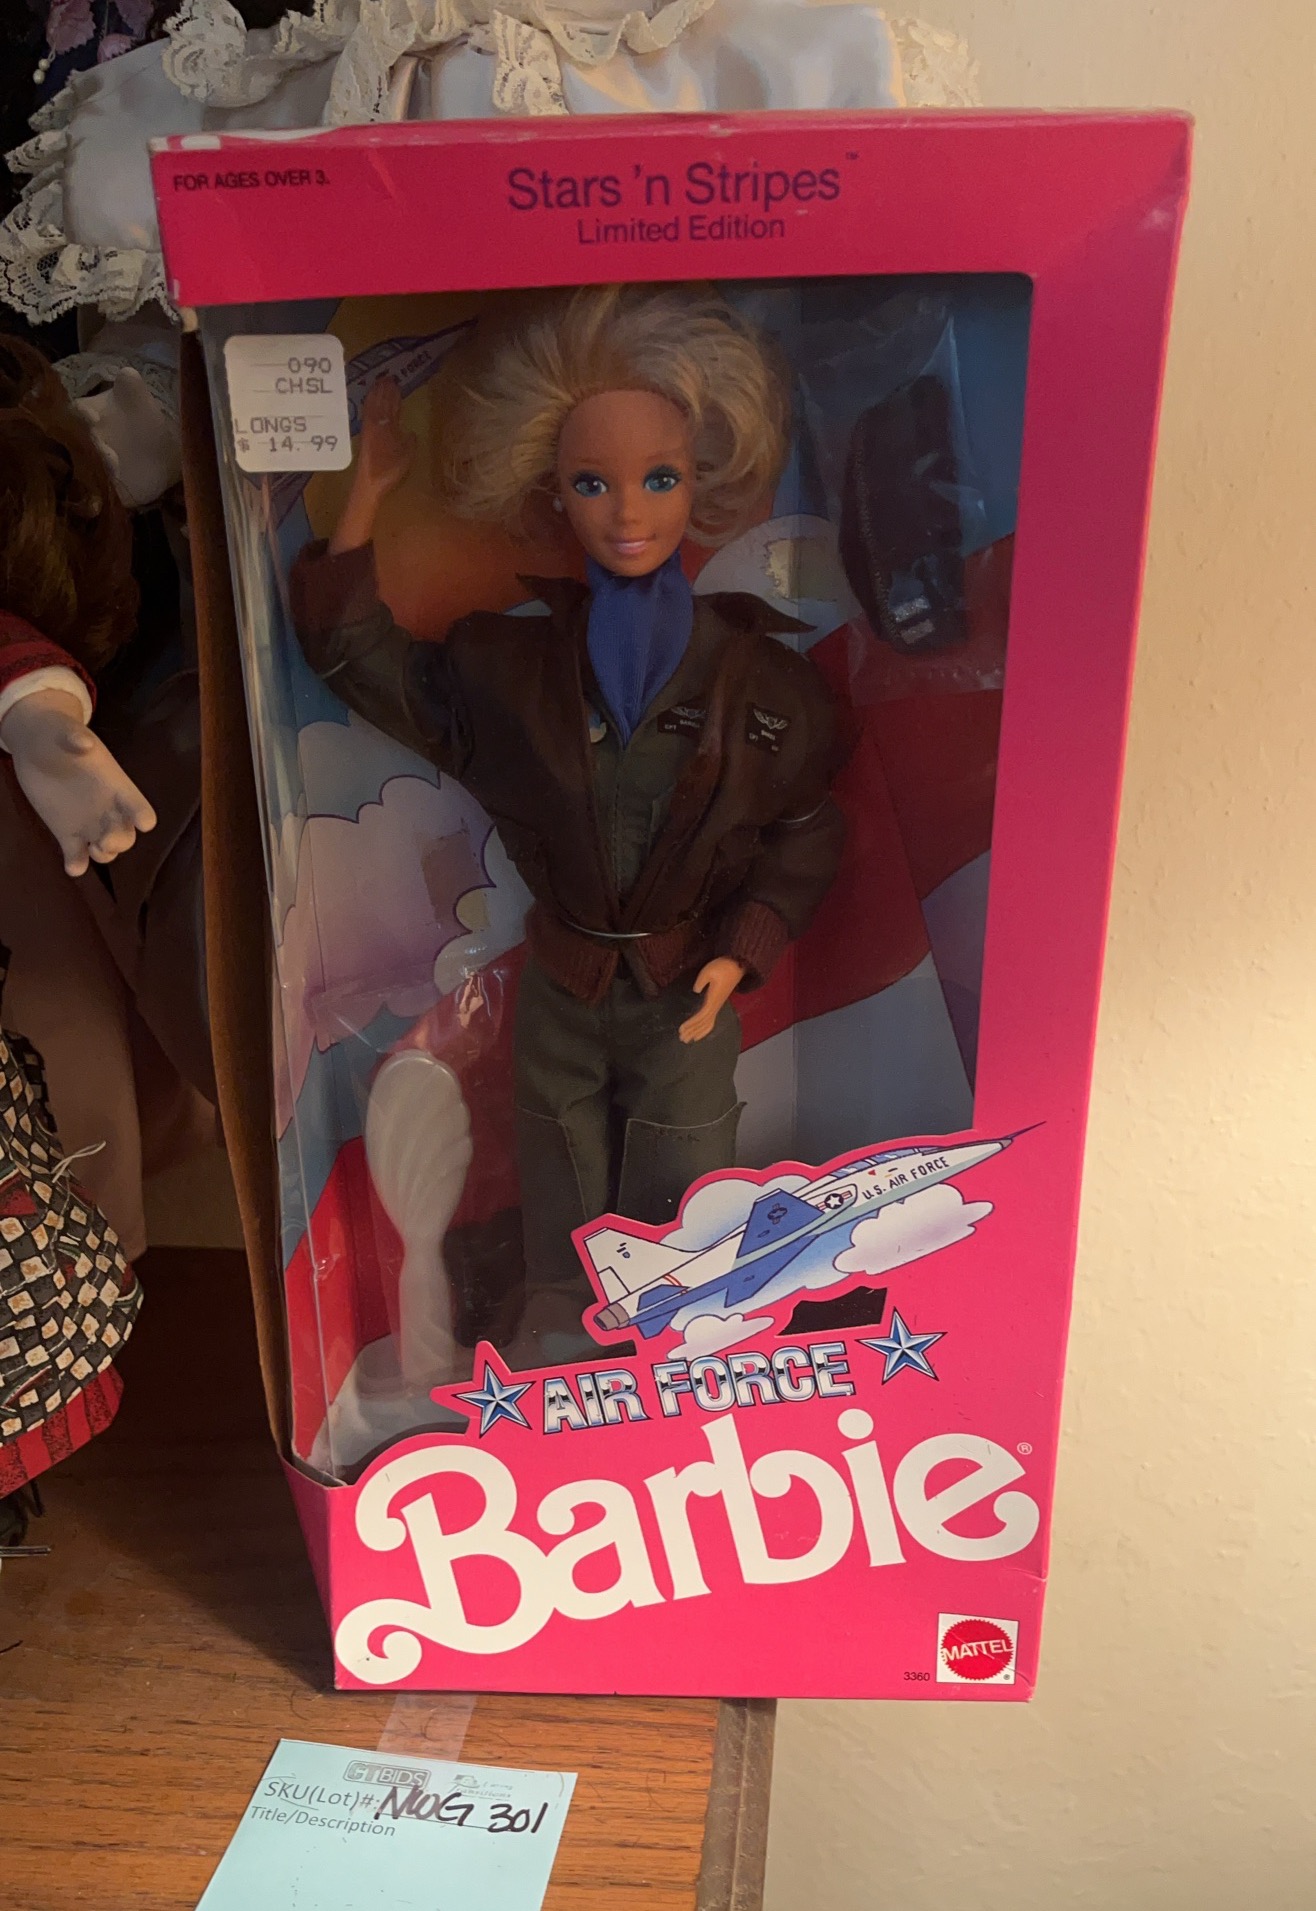 FOR AGES OVER 3.
Stars 'n Stripes™
Limited Edition
090
CHSL
LONGS
$ 14.99
U.S. AIR FORCE
AIR FORCE
Barbie®
MATTEL®
3360
GTBIDS
SKU(Lot)#: NWG 301
Title/Description